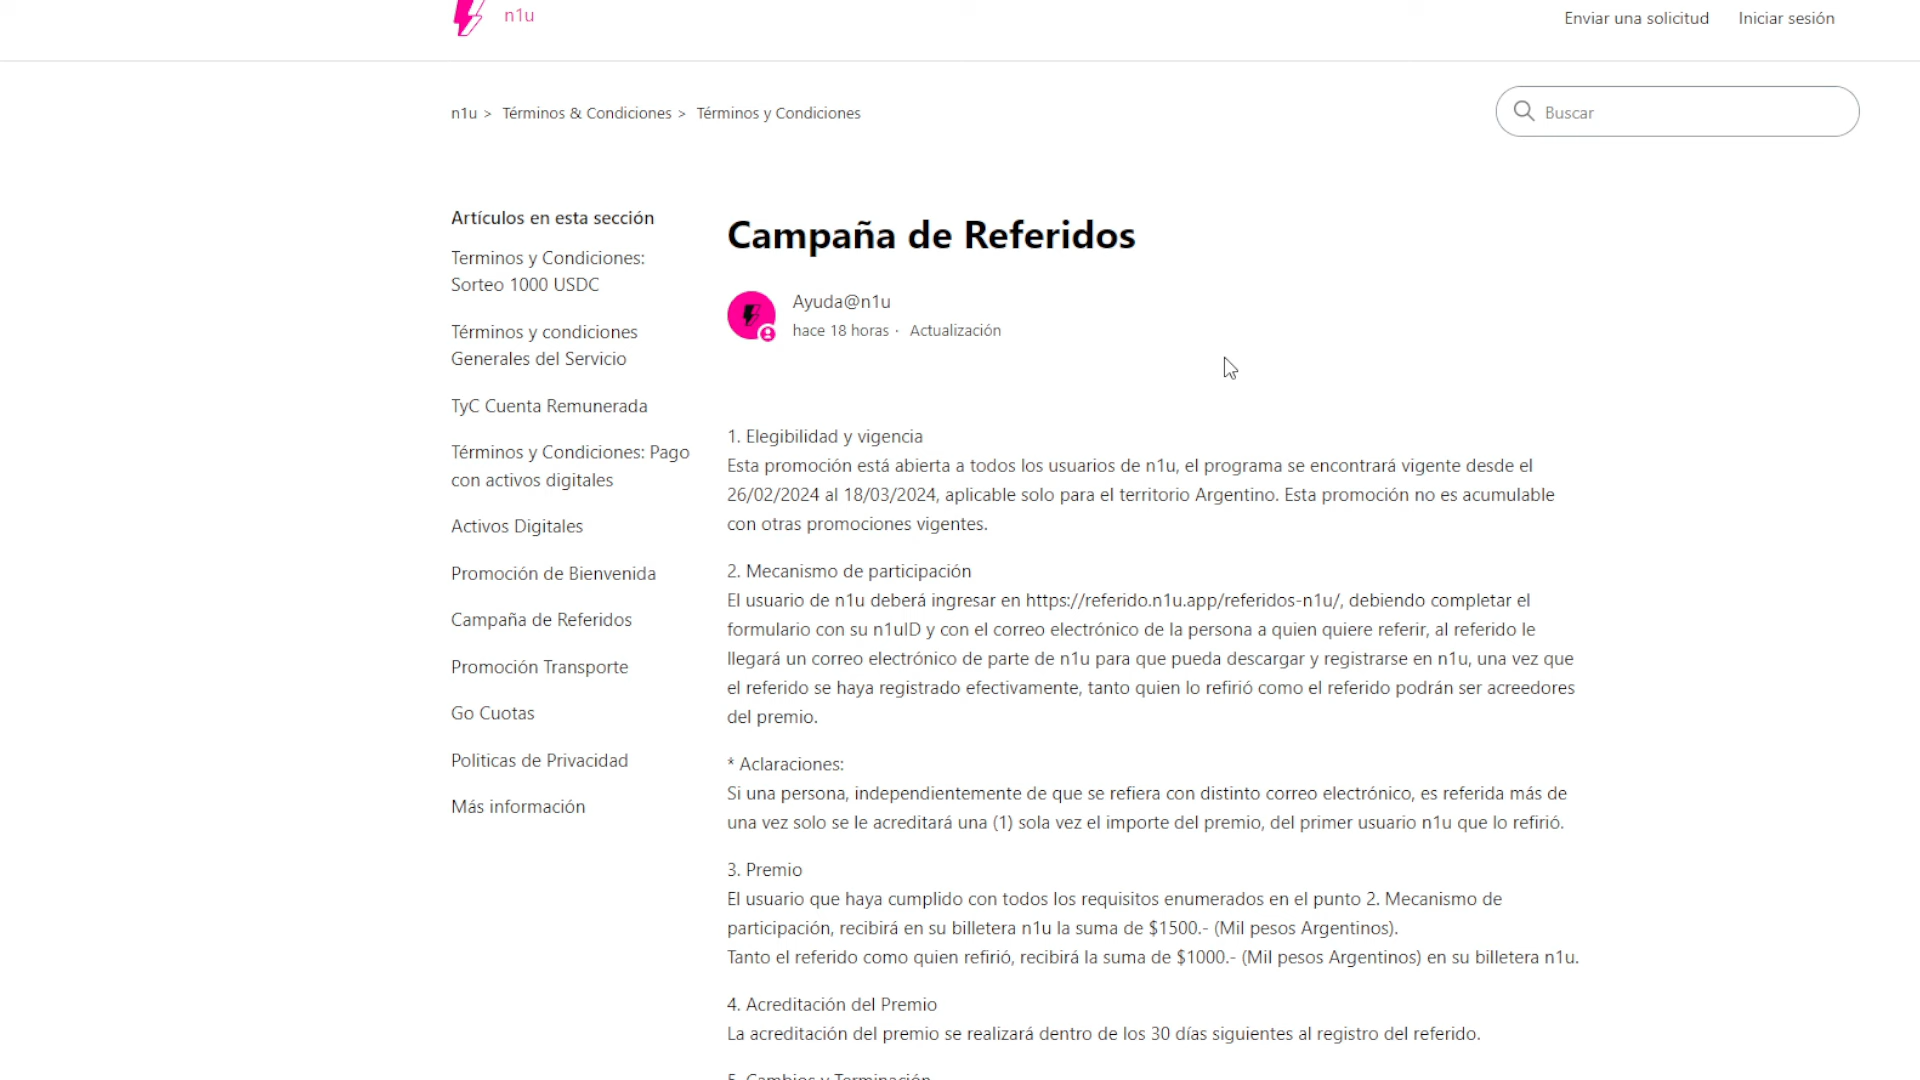 n1u
Enviar una solicitud
Iniciar sesión
n1u > Términos & Condiciones > Términos y Condiciones
Buscar
Artículos en esta sección
Terminos y Condiciones:
Sorteo 1000 USDC
Términos y condiciones
Generales del Servicio
TyC Cuenta Remunerada
Términos y Condiciones: Pago
con activos digitales
Activos Digitales
Promoción de Bienvenida
Campaña de Referidos
Promoción Transporte
Go Cuotas
Politicas de Privacidad
Más información
Campaña de Referidos
Ayuda@n1u
hace 18 horas · Actualización
1. Elegibilidad y vigencia
Esta promoción está abierta a todos los usuarios de n1u, el programa se encontrará vigente desde el
26/02/2024 al 18/03/2024, aplicable solo para el territorio Argentino. Esta promoción no es acumulable
con otras promociones vigentes.
2. Mecanismo de participación
El usuario de n1u deberá ingresar en https://referido.n1u.app/referidos-n1u/, debiendo completar el
formulario con su n1uID y con el correo electrónico de la persona a quien quiere referir, al referido le
llegará un correo electrónico de parte de n1u para que pueda descargar y registrarse en n1u, una vez que
el referido se haya registrado efectivamente, tanto quien lo refirió como el referido podrán ser acreedores
del premio.
* Aclaraciones:
Si una persona, independientemente de que se refiera con distinto correo electrónico, es referida más de
una vez solo se le acreditará una (1) sola vez el importe del premio, del primer usuario n1u que lo refirió.
3. Premio
El usuario que haya cumplido con todos los requisitos enumerados en el punto 2. Mecanismo de
participación, recibirá en su billetera n1u la suma de $1500.- (Mil pesos Argentinos).
Tanto el referido como quien refirió, recibirá la suma de $1000.- (Mil pesos Argentinos) en su billetera n1u.
4. Acreditación del Premio
La acreditación del premio se realizará dentro de los 30 días siguientes al registro del referido.
5. Cambios y Terminación